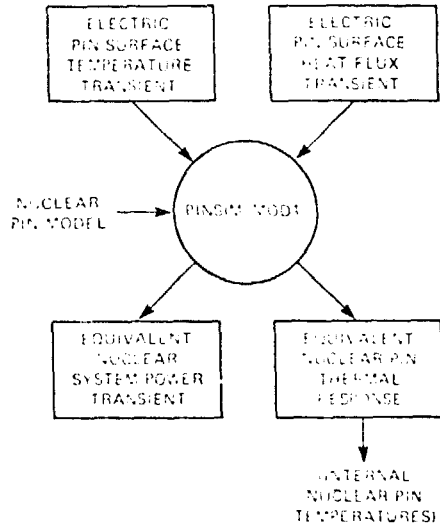 ELECTRIC
PIN SURFACE
TEMPERATURE
TRANSIENT
ELECTRIC
PIN SURFACE
HEAT FLUX
TRANSIENT
NUCLEAR
PIN MODEL
PINSIM-MOD1
EQUIVALENT
NUCLEAR
SYSTEM POWER
TRANSIENT
EQUIVALENT
NUCLEAR PIN
THERMAL
RESPONSE
(INTERNAL
NUCLEAR PIN
TEMPERATURES)